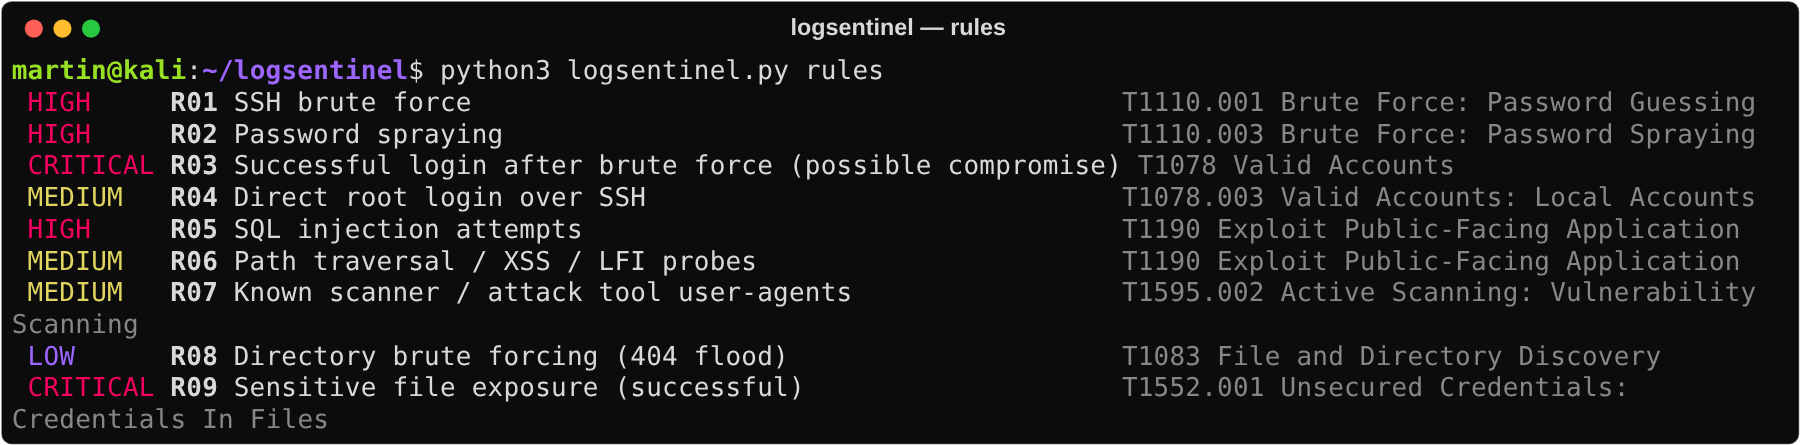 logsentinel — rules
martin@kali:~/logsentinel$ python3 logsentinel.py rules
HIGH R01 SSH brute force T1110.001 Brute Force: Password Guessing
HIGH R02 Password spraying T1110.003 Brute Force: Password Spraying
CRITICAL R03 Successful login after brute force (possible compromise) T1078 Valid Accounts
MEDIUM R04 Direct root login over SSH T1078.003 Valid Accounts: Local Accounts
HIGH R05 SQL injection attempts T1190 Exploit Public-Facing Application
MEDIUM R06 Path traversal / XSS / LFI probes T1190 Exploit Public-Facing Application
MEDIUM R07 Known scanner / attack tool user-agents T1595.002 Active Scanning: Vulnerability
Scanning
LOW R08 Directory brute forcing (404 flood) T1083 File and Directory Discovery
CRITICAL R09 Sensitive file exposure (successful) T1552.001 Unsecured Credentials:
Credentials In Files